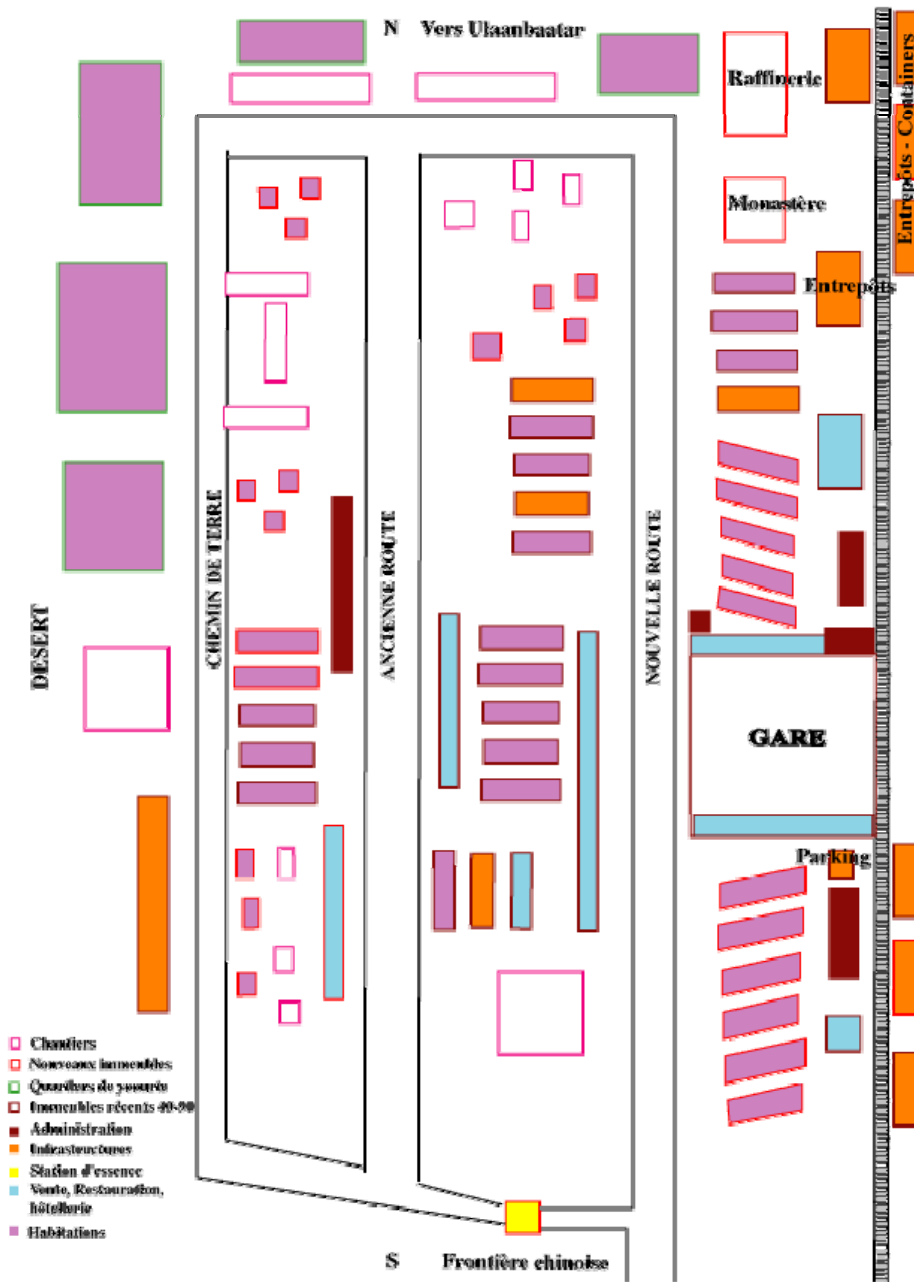 N Vers Ulaanbaatar
Raffinerie
Entrepôts - Containers
Monastère
Entrepôts
CHEMIN DE TERRE
ANCIENNE ROUTE
NOUVELLE ROUTE
DESERT
GARE
Parking
Chantiers
Nouveaux immeubles
Quartiers de yourtes
Immeubles récents 40-90
Administration
Infrastructures
Station d'essence
Vente, Restauration,
hôtellerie
Habitations
S Frontière chinoise